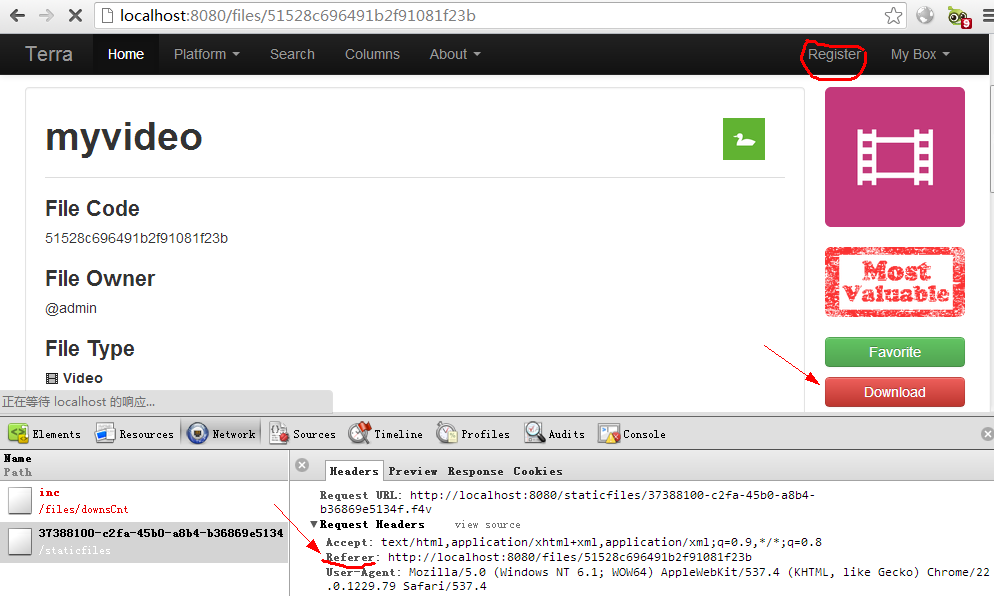 localhost:8080/files/51528c696491b2f91081f23b
9
Terra Home Platform Search Columns About Register My Box
myvideo
File Code
51528c696491b2f91081f23b
File Owner
@admin
File Type
Video
Most
Valuable
Favorite
Download
正在等待 localhost 的响应...
Elements Resources Network Sources Timeline Profiles Audits Console
Name
Path
inc
/files/downsCnt
37388100-c2fa-45b0-a8b4-b36869e5134
/staticfiles
Headers Preview Response Cookies
Request URL: http://localhost:8080/staticfiles/37388100-c2fa-45b0-a8b4-
b36869e5134f.f4v
Request Headers view source
Accept: text/html,application/xhtml+xml,application/xml;q=0.9,*/*;q=0.8
Referer: http://localhost:8080/files/51528c696491b2f91081f23b
User-Agent: Mozilla/5.0 (Windows NT 6.1; WOW64) AppleWebKit/537.4 (KHTML, like Gecko) Chrome/22
.0.1229.79 Safari/537.4